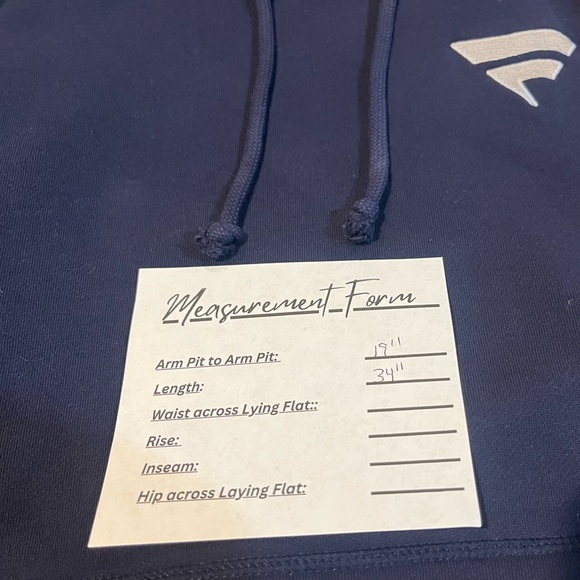 Measurement Form
Arm Pit to Arm Pit: 19"
Length: 34"
Waist across Lying Flat::
Rise:
Inseam:
Hip across Laying Flat: